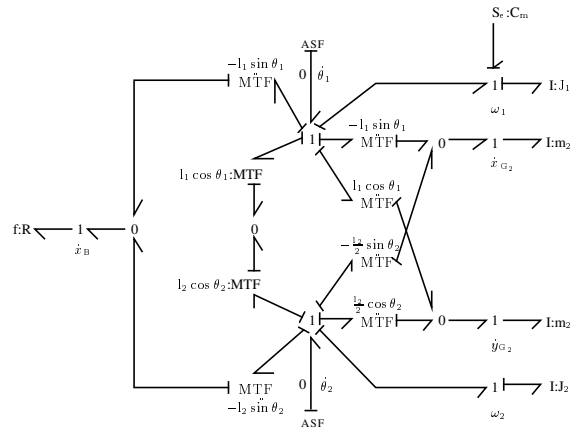 Sₑ:Cₘ
ASF
−l₁ sin θ₁
MTF
0 θ̇₁
1
I:J₁
ω₁
−l₁ sin θ₁
1
MTF
0
1
I:m₂
ẋ_G₂
l₁ cos θ₁:MTF
l₁ cos θ₁
MTF
f:R
1
0
0
ẋ_B
−l₂/2 sin θ₂
MTF
l₂ cos θ₂:MTF
l₂/2 cos θ₂
1
MTF
0
1
I:m₂
ẏ_G₂
0 θ̇₂
MTF
−l₂ sin θ₂
1
I:J₂
ω₂
ASF